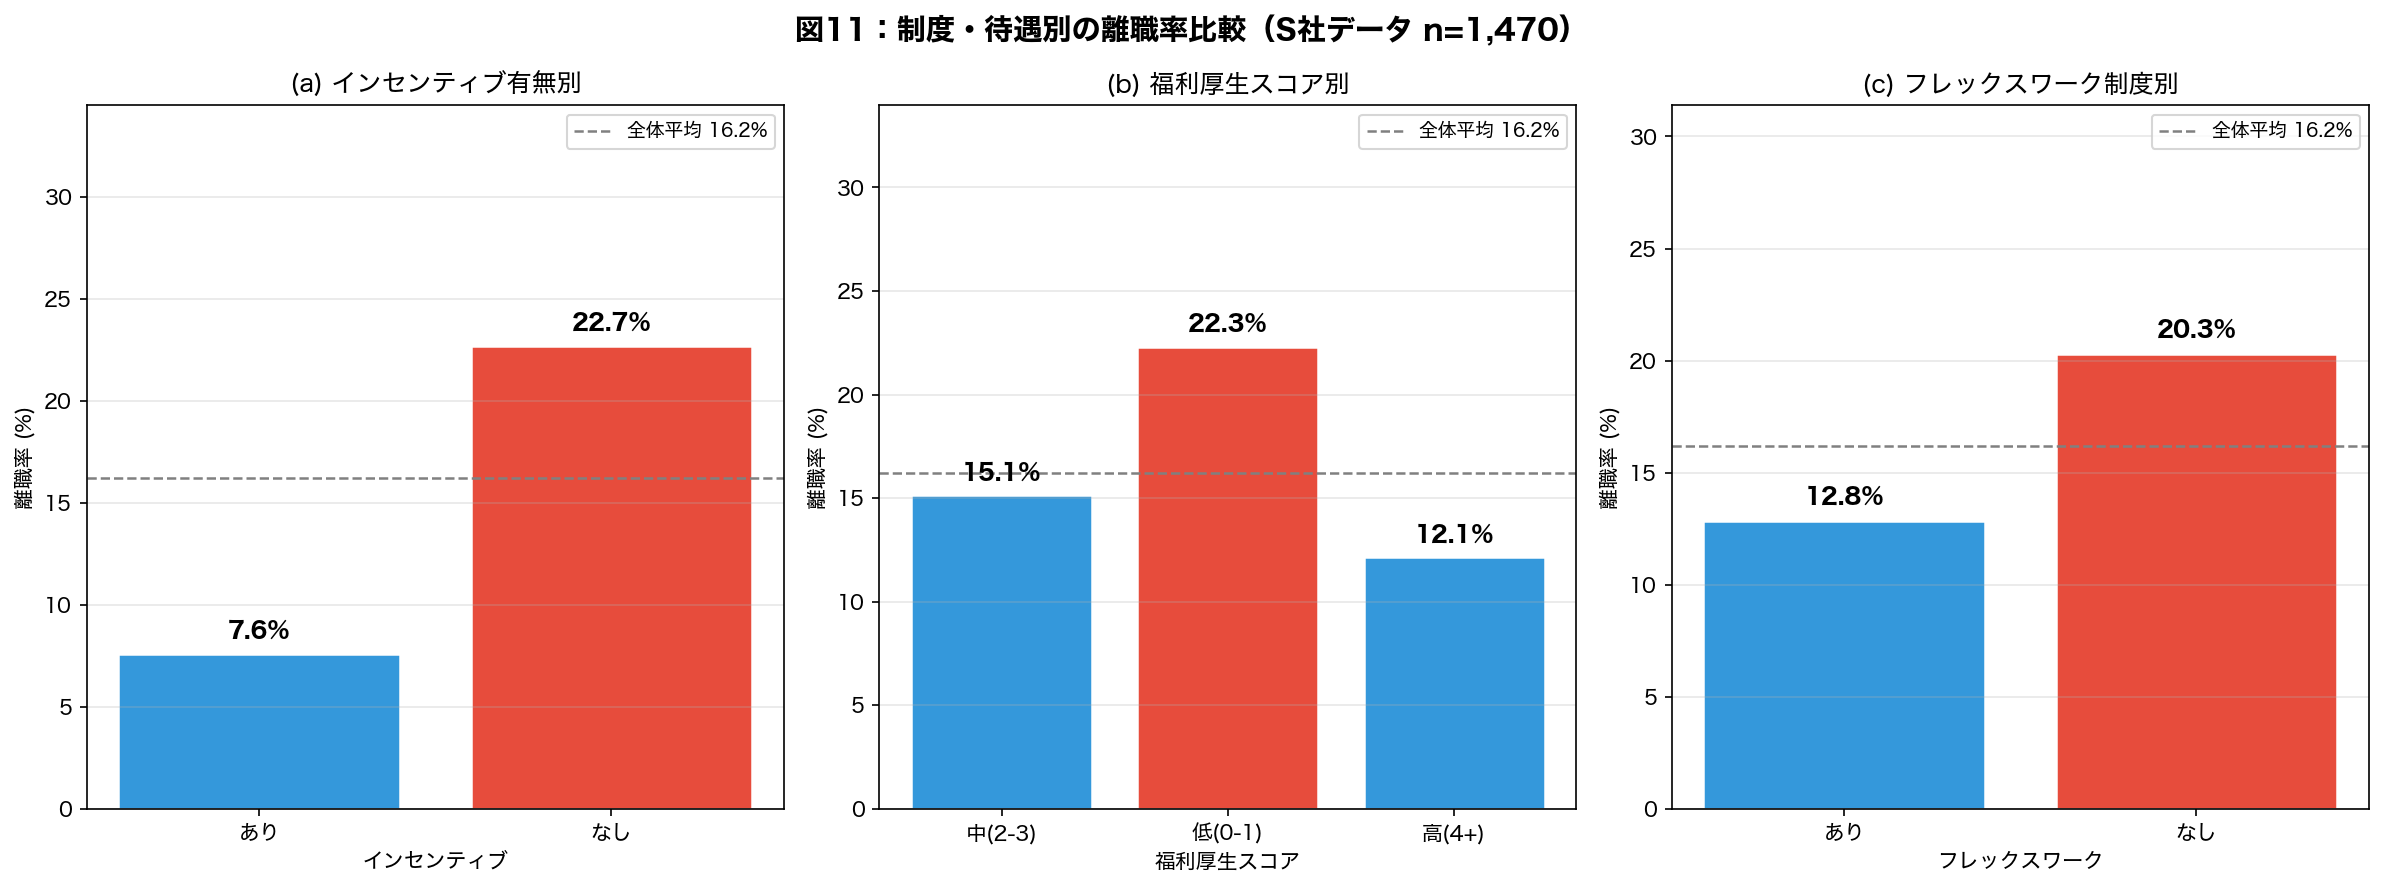 図11：制度・待遇別の離職率比較（S社データ n=1,470）
(a) インセンティブ有無別
全体平均 16.2%
離職率 (%)
30
25
20
15
10
5
0
7.6%
22.7%
あり
なし
インセンティブ
(b) 福利厚生スコア別
全体平均 16.2%
離職率 (%)
30
25
20
15
10
5
0
15.1%
22.3%
12.1%
中(2-3)
低(0-1)
高(4+)
福利厚生スコア
(c) フレックスワーク制度別
全体平均 16.2%
離職率 (%)
30
25
20
15
10
5
0
12.8%
20.3%
あり
なし
フレックスワーク